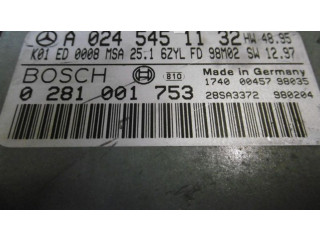 A 024 545 11 32 HW 48.95
K01 ED 0008 MSA 25.1 6ZYL FD 98M02 SW 12.97
BOSCH 810 Made in Germany
1740 00457 98035
0 281 001 753
28SA3372 980204